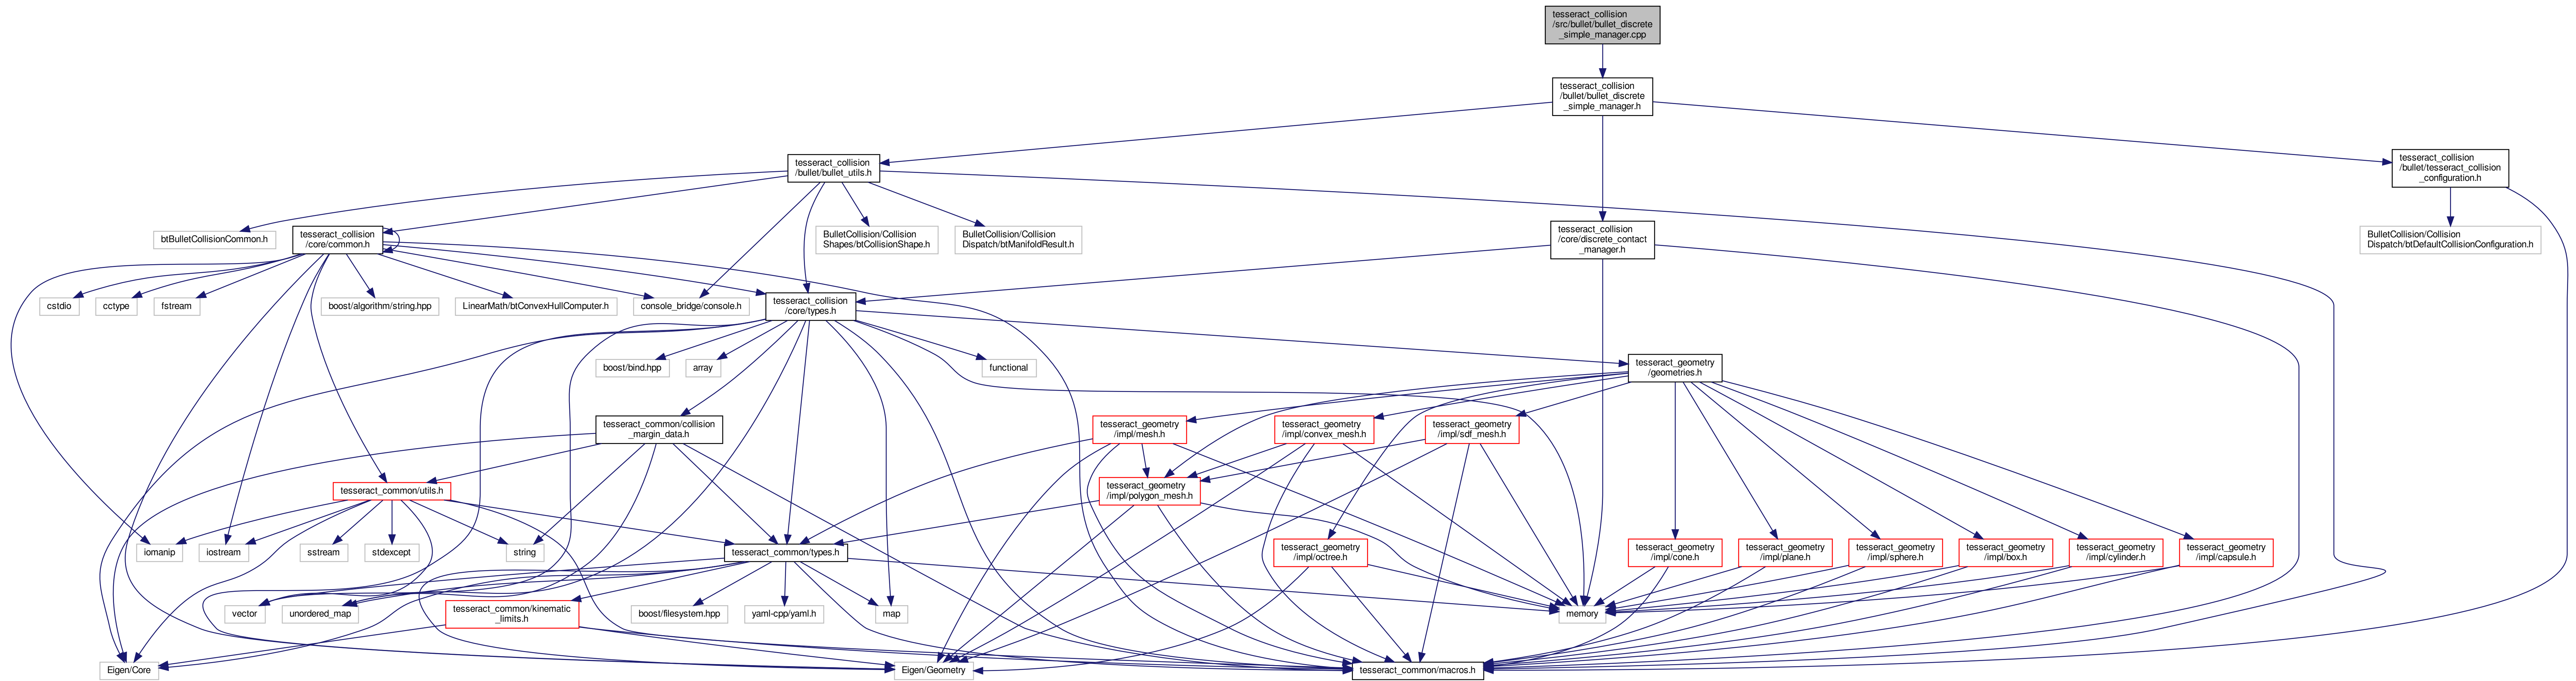 tesseract_collision
/src/bullet/bullet_discrete
_simple_manager.cpp
tesseract_collision
/bullet/bullet_discrete
_simple_manager.h
tesseract_collision
/bullet/bullet_utils.h
tesseract_collision
/bullet/tesseract_collision
_configuration.h
btBulletCollisionCommon.h
tesseract_collision
/core/common.h
BulletCollision/Collision
Shapes/btCollisionShape.h
BulletCollision/Collision
Dispatch/btManifoldResult.h
tesseract_collision
/core/discrete_contact
_manager.h
BulletCollision/Collision
Dispatch/btDefaultCollisionConfiguration.h
cstdio
cctype
fstream
boost/algorithm/string.hpp
LinearMath/btConvexHullComputer.h
console_bridge/console.h
tesseract_collision
/core/types.h
boost/bind.hpp
array
functional
tesseract_geometry
/geometries.h
tesseract_common/collision
_margin_data.h
tesseract_geometry
/impl/mesh.h
tesseract_geometry
/impl/convex_mesh.h
tesseract_geometry
/impl/sdf_mesh.h
tesseract_common/utils.h
tesseract_geometry
/impl/polygon_mesh.h
iomanip
iostream
sstream
stdexcept
string
tesseract_common/types.h
tesseract_geometry
/impl/octree.h
tesseract_geometry
/impl/cone.h
tesseract_geometry
/impl/plane.h
tesseract_geometry
/impl/sphere.h
tesseract_geometry
/impl/box.h
tesseract_geometry
/impl/cylinder.h
tesseract_geometry
/impl/capsule.h
vector
unordered_map
tesseract_common/kinematic
_limits.h
boost/filesystem.hpp
yaml-cpp/yaml.h
map
memory
Eigen/Core
Eigen/Geometry
tesseract_common/macros.h